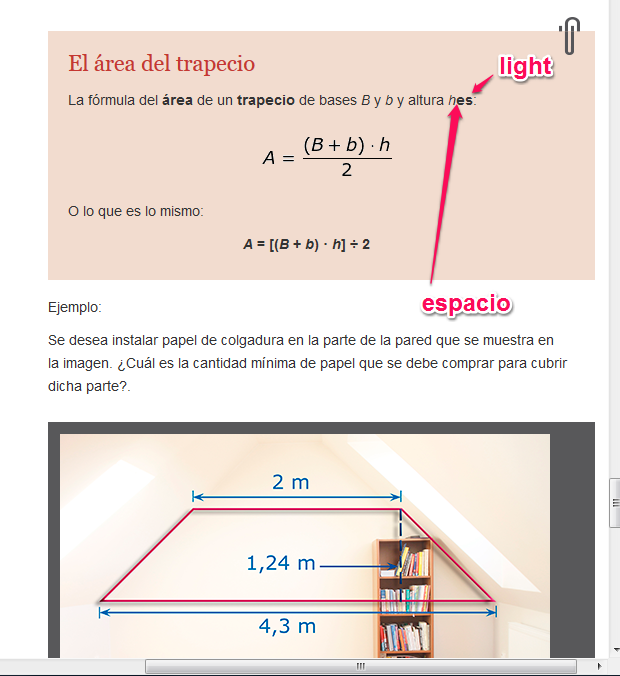 El área del trapecio
light
La fórmula del área de un trapecio de bases B y b y altura hes:
A = (B + b) · h
2
O lo que es lo mismo:
A = [(B + b) · h] ÷ 2
espacio
Ejemplo:
Se desea instalar papel de colgadura en la parte de la pared que se muestra en
la imagen. ¿Cuál es la cantidad mínima de papel que se debe comprar para cubrir
dicha parte?.
2 m
1,24 m
4,3 m